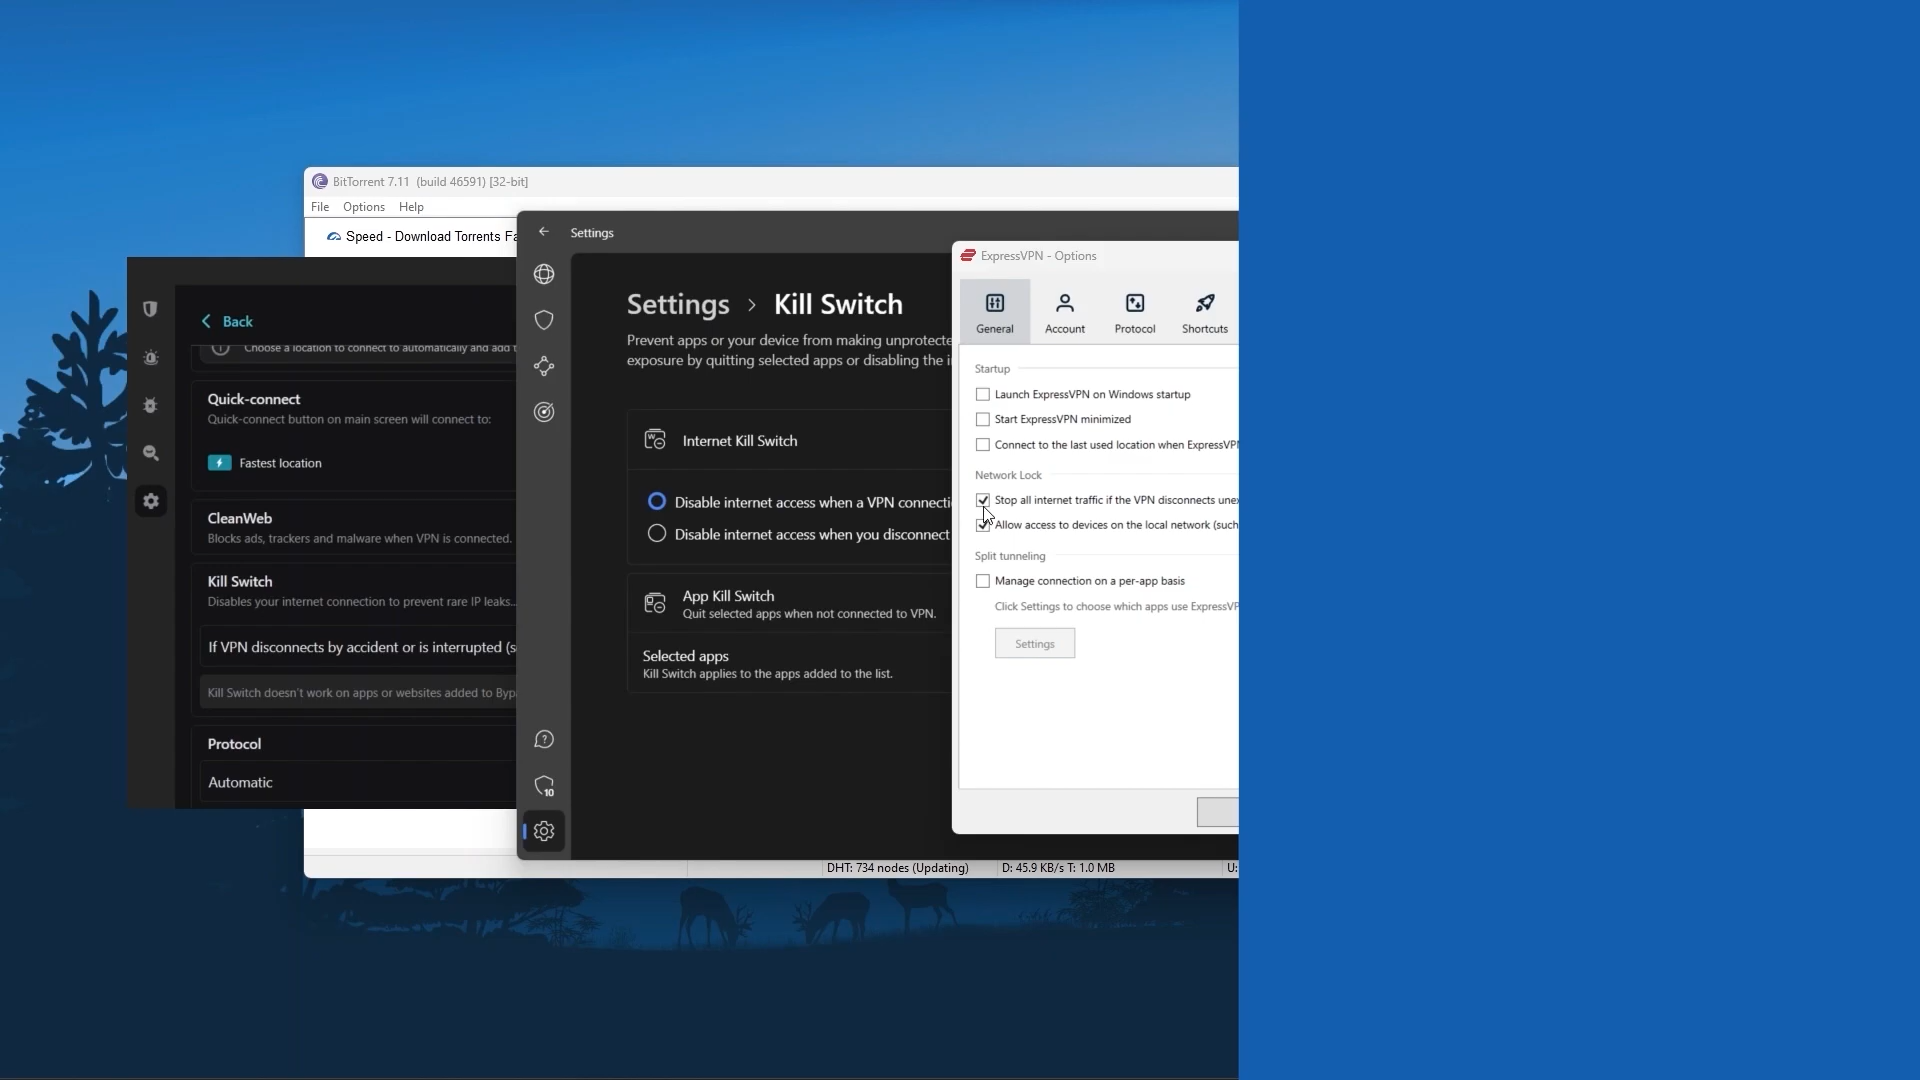 BitTorrent 7.11 (build 46591) [32-bit]
File Options Help
Speed - Download Torrents Fa
Back
Choose a location to connect to automatically and add t
Quick-connect
Quick-connect button on main screen will connect to:
Fastest location
CleanWeb
Blocks ads, trackers and malware when VPN is connected.
Kill Switch
Disables your internet connection to prevent rare IP leaks...
If VPN disconnects by accident or is interrupted (s
Kill Switch doesn't work on apps or websites added to Byp
Protocol
Automatic
Settings
Settings > Kill Switch
Prevent apps or your device from making unprotecte
exposure by quitting selected apps or disabling the i
Internet Kill Switch
Disable internet access when a VPN connecti
Disable internet access when you disconnect
App Kill Switch
Quit selected apps when not connected to VPN.
Selected apps
Kill Switch applies to the apps added to the list.
10
ExpressVPN - Options
General Account Protocol Shortcuts
Startup
Launch ExpressVPN on Windows startup
Start ExpressVPN minimized
Connect to the last used location when ExpressVPN
Network Lock
Stop all internet traffic if the VPN disconnects une
Allow access to devices on the local network (such
Split tunneling
Manage connection on a per-app basis
Click Settings to choose which apps use ExpressVP
Settings
DHT: 734 nodes (Updating) D: 45.9 KB/s T: 1.0 MB U: